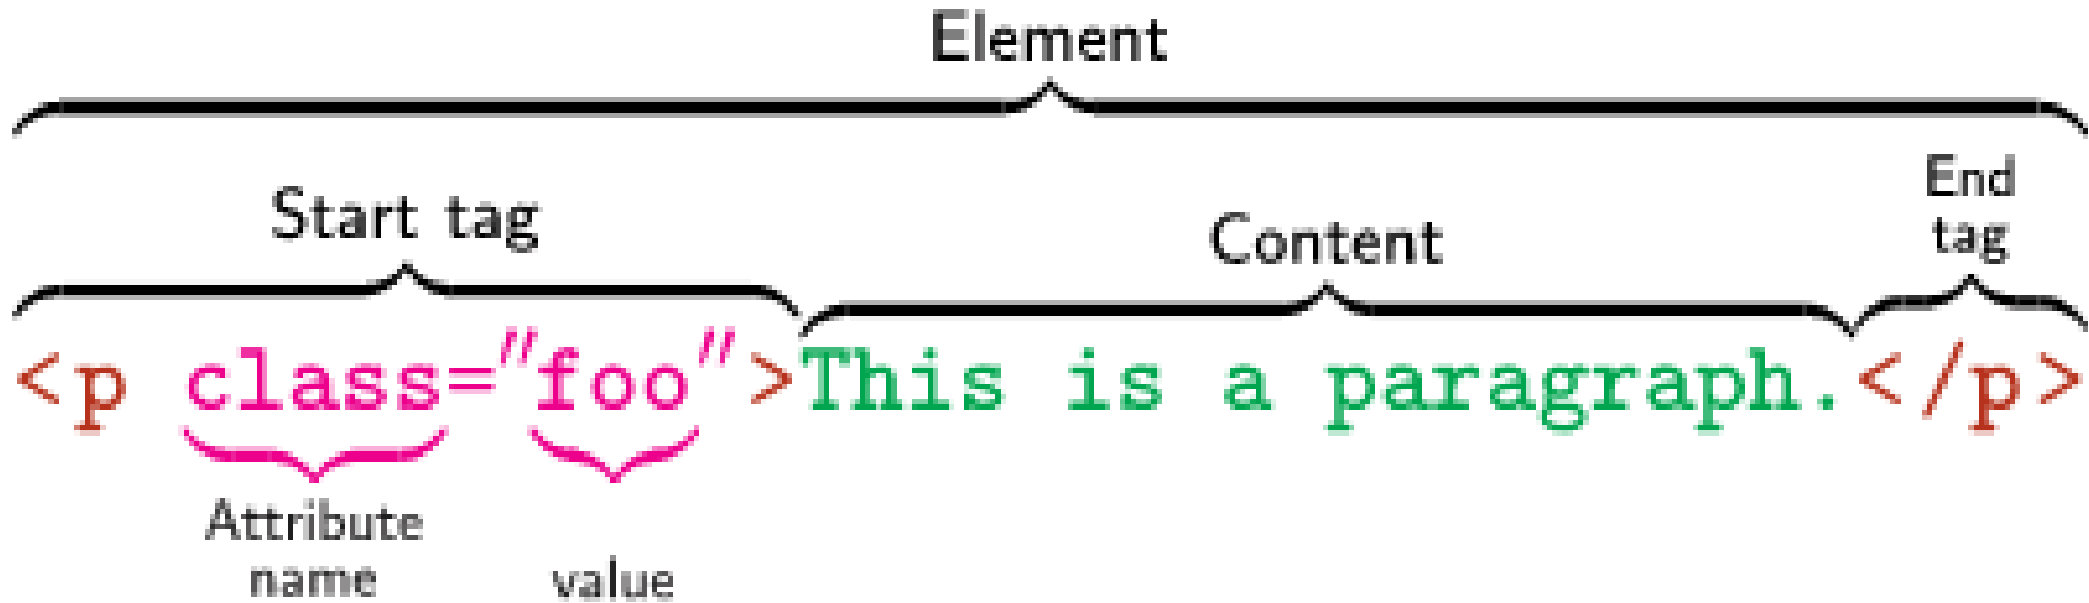 Element
Start tag
Content
End
tag
<p class="foo">This is a paragraph.</p>
Attribute
name
value